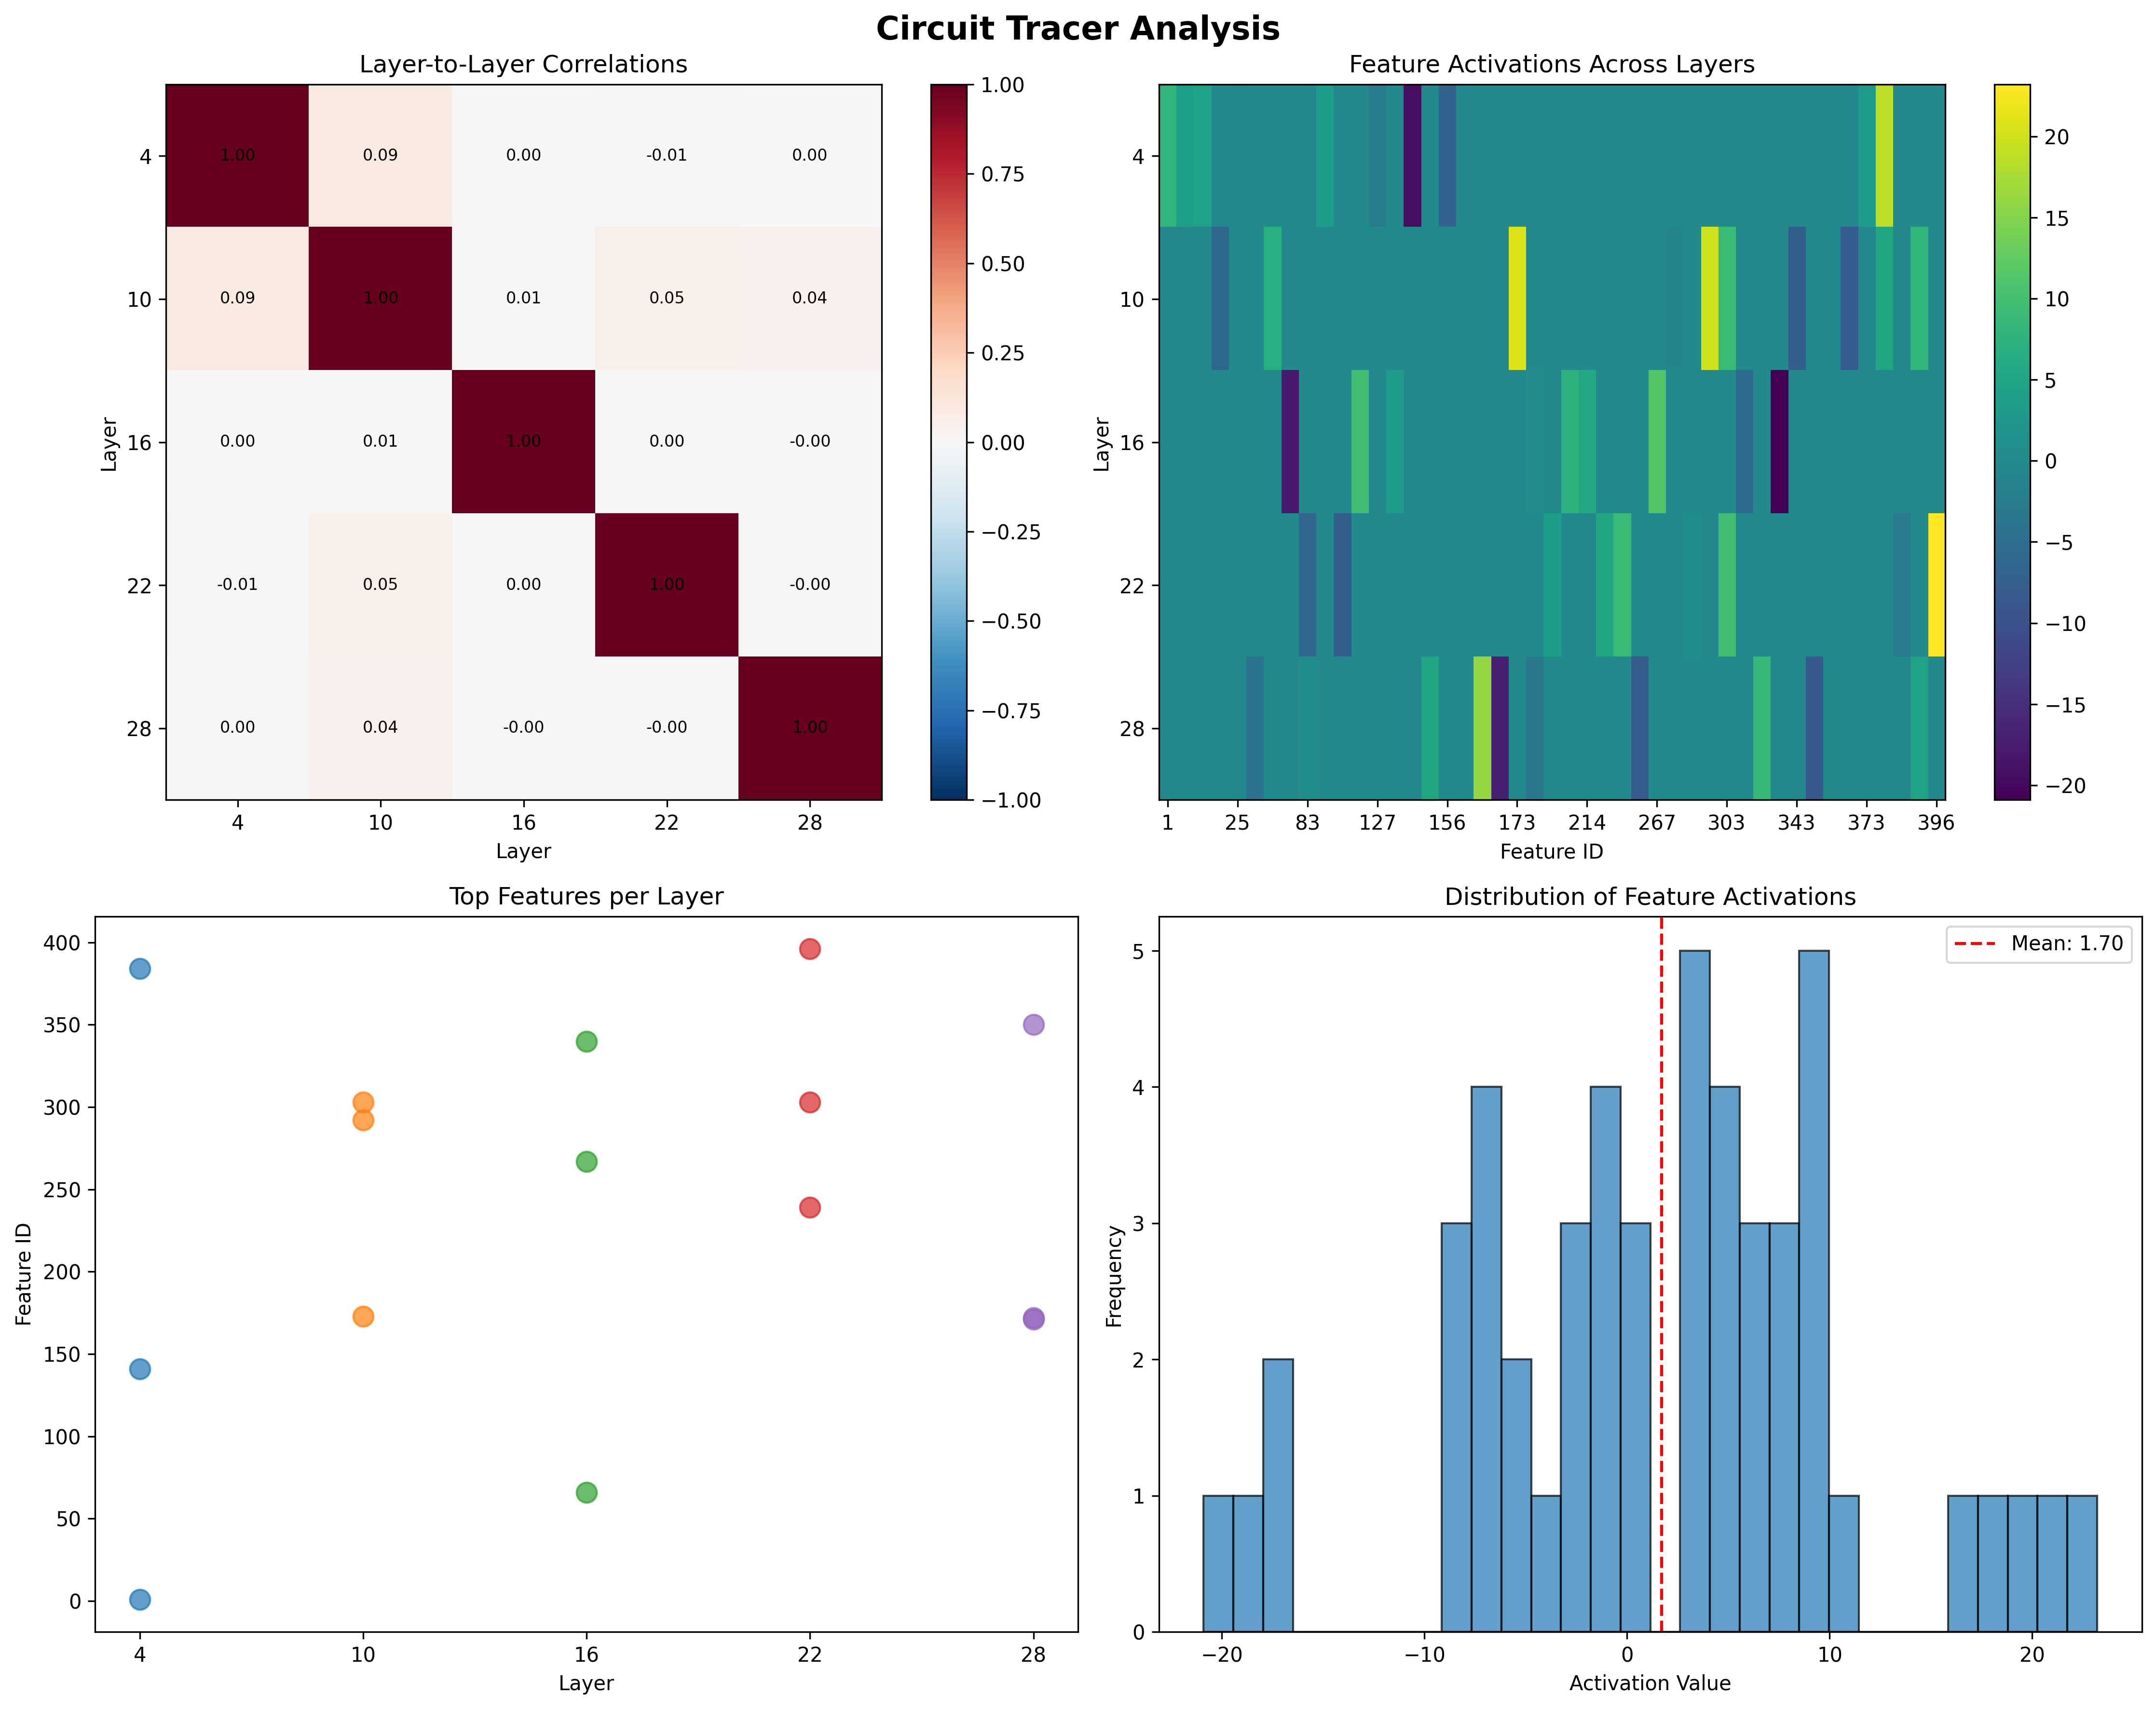 Circuit Tracer Analysis
Layer-to-Layer Correlations
1.00
0.75
0.50
0.25
0.00
−0.25
−0.50
−0.75
−1.00
Layer
4
10
16
22
28
1.00 0.09 0.00 -0.01 0.00
0.09 1.00 0.01 0.05 0.04
0.00 0.01 1.00 0.00 -0.00
-0.01 0.05 0.00 1.00 -0.00
0.00 0.04 -0.00 -0.00 1.00
4 10 16 22 28
Layer
Feature Activations Across Layers
Layer
4
10
16
22
28
1 25 83 127 156 173 214 267 303 343 373 396
Feature ID
20
15
10
5
0
−5
−10
−15
−20
Top Features per Layer
Feature ID
400
350
300
250
200
150
100
50
0
4 10 16 22 28
Layer
Distribution of Feature Activations
Mean: 1.70
Frequency
5
4
3
2
1
0
−20 −10 0 10 20
Activation Value